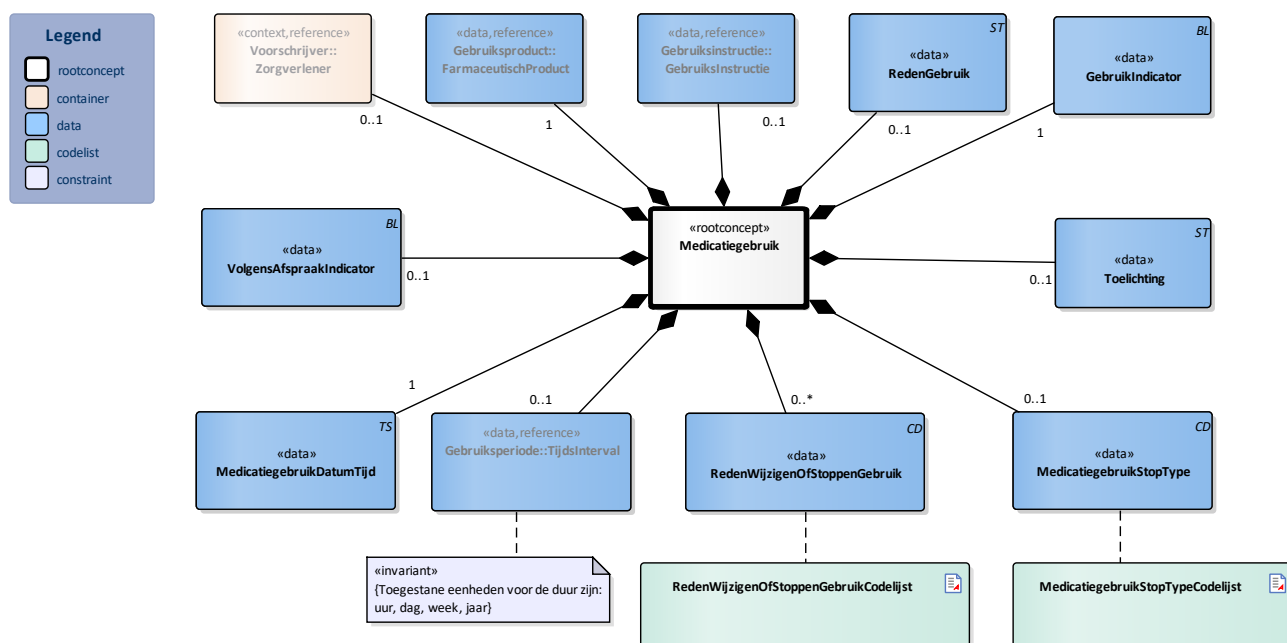 Legend
rootconcept
container
data
codelist
constraint
«context,reference»
Voorschrijver::
Zorgverlener
0..1
«data,reference»
Gebruiksproduct::
FarmaceutischProduct
1
«data,reference»
Gebruiksinstructie::
GebruiksInstructie
0..1
ST
«data»
RedenGebruik
0..1
BL
«data»
GebruikIndicator
1
BL
«data»
VolgensAfspraakIndicator
0..1
«rootconcept»
Medicatiegebruik
ST
«data»
Toelichting
0..1
1
0..1
0..*
0..1
TS
«data»
MedicatiegebruikDatumTijd
«data,reference»
Gebruiksperiode::TijdsInterval
CD
«data»
RedenWijzigenOfStoppenGebruik
CD
«data»
MedicatiegebruikStopType
«invariant»
{Toegestane eenheden voor de duur zijn:
uur, dag, week, jaar}
RedenWijzigenOfStoppenGebruikCodelijst
MedicatiegebruikStopTypeCodelijst